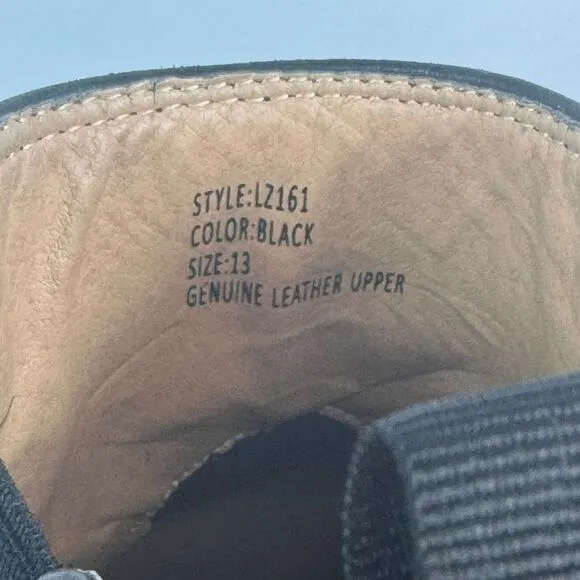 STYLE:LZ161
COLOR:BLACK
SIZE:13
GENUINE LEATHER UPPER